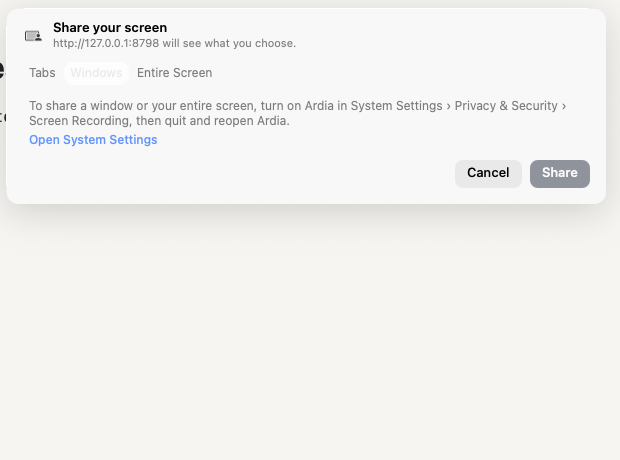 Share your screen
http://127.0.0.1:8798 will see what you choose.
Tabs Windows Entire Screen
To share a window or your entire screen, turn on Ardia in System Settings › Privacy & Security ›
Screen Recording, then quit and reopen Ardia.
Open System Settings
Cancel Share